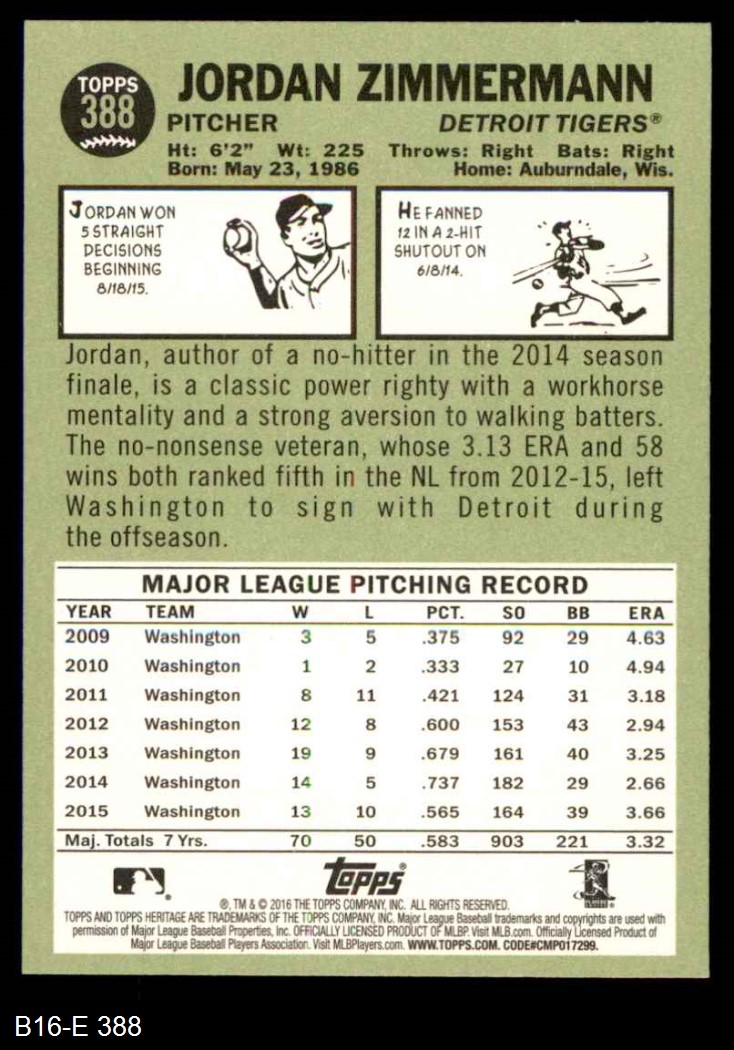 TOPPS
388
JORDAN ZIMMERMANN
PITCHER DETROIT TIGERS®
Ht: 6'2" Wt: 225 Throws: Right Bats: Right
Born: May 23, 1986 Home: Auburndale, Wis.
JORDAN WON
5 STRAIGHT
DECISIONS
BEGINNING
8/18/15.
HE FANNED
12 IN A 2-HIT
SHUTOUT ON
6/8/14.
Jordan, author of a no-hitter in the 2014 season
finale, is a classic power righty with a workhorse
mentality and a strong aversion to walking batters.
The no-nonsense veteran, whose 3.13 ERA and 58
wins both ranked fifth in the NL from 2012-15, left
Washington to sign with Detroit during
the offseason.
MAJOR LEAGUE PITCHING RECORD
YEAR TEAM W L PCT. SO BB ERA
2009 Washington 3 5 .375 92 29 4.63
2010 Washington 1 2 .333 27 10 4.94
2011 Washington 8 11 .421 124 31 3.18
2012 Washington 12 8 .600 153 43 2.94
2013 Washington 19 9 .679 161 40 3.25
2014 Washington 14 5 .737 182 29 2.66
2015 Washington 13 10 .565 164 39 3.66
Maj. Totals 7 Yrs. 70 50 .583 903 221 3.32
Topps®
®, TM & © 2016 THE TOPPS COMPANY, INC. ALL RIGHTS RESERVED.
TOPPS AND TOPPS HERITAGE ARE TRADEMARKS OF THE TOPPS COMPANY, INC. Major League Baseball trademarks and copyrights are used with
permission of Major League Baseball Properties, Inc. OFFICIALLY LICENSED PRODUCT OF MLBP. Visit MLB.com. Officially Licensed Product of
Major League Baseball Players Association. Visit MLBPlayers.com. WWW.TOPPS.COM. CODE#CMP017299.
B16-E 388